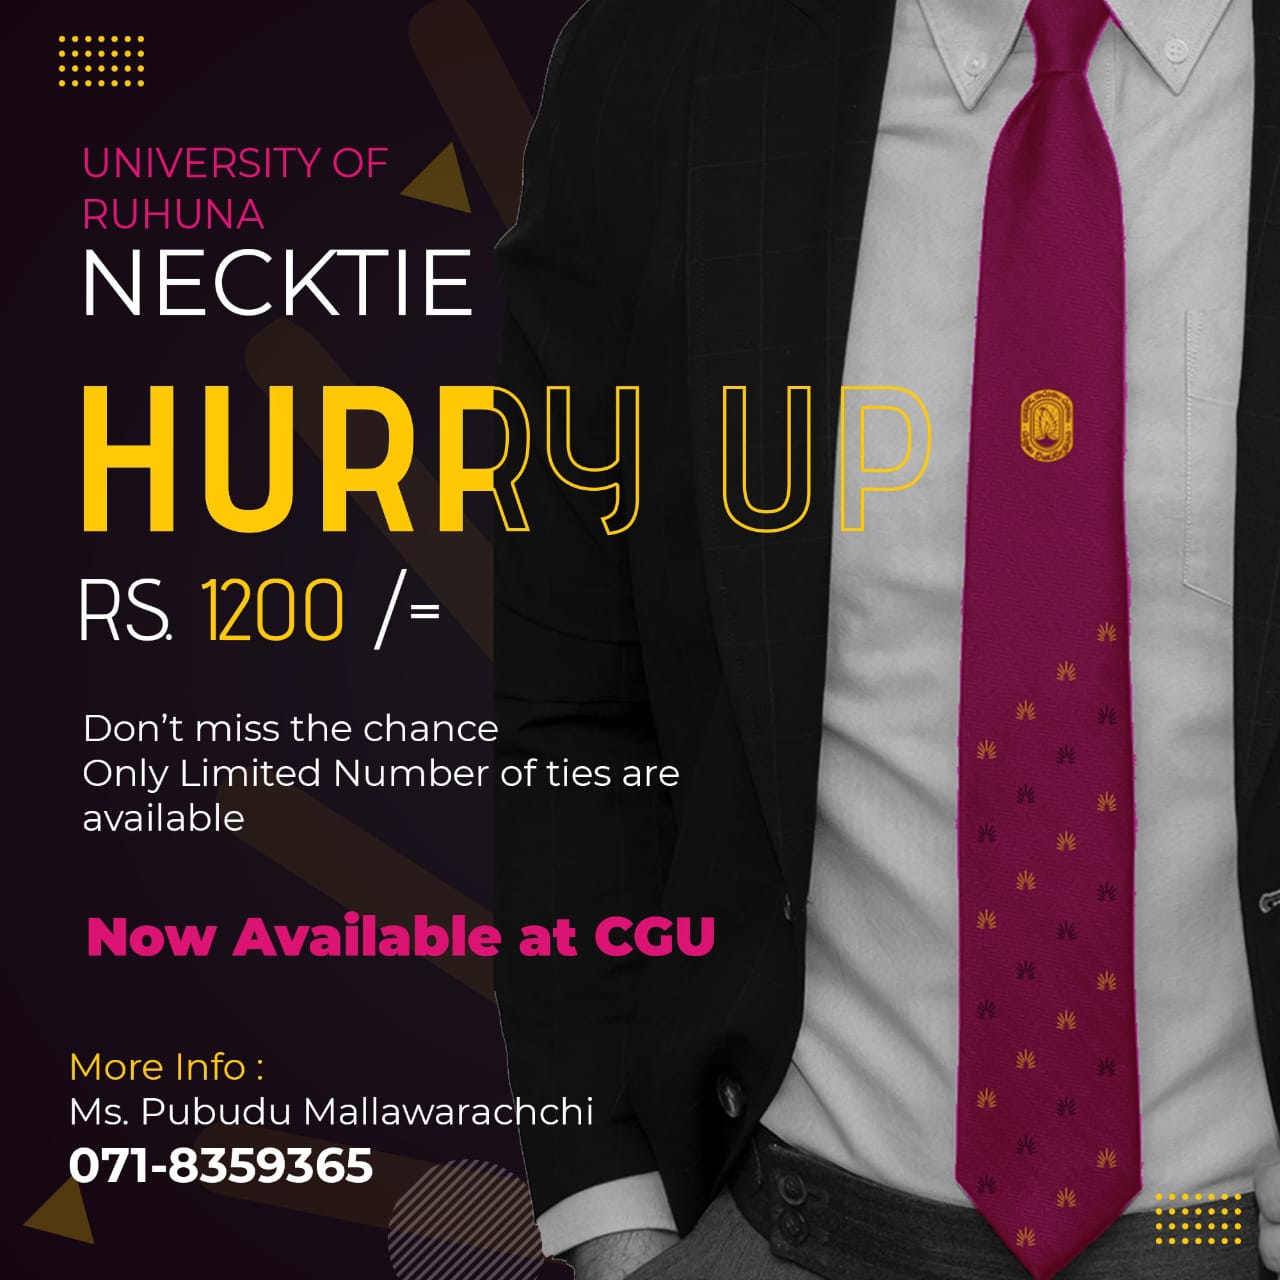 UNIVERSITY OF
RUHUNA
NECKTIE
HURRY UP
RS. 1200 /=
Don’t miss the chance
Only Limited Number of ties are
available
Now Available at CGU
More Info :
Ms. Pubudu Mallawarachchi
071-8359365